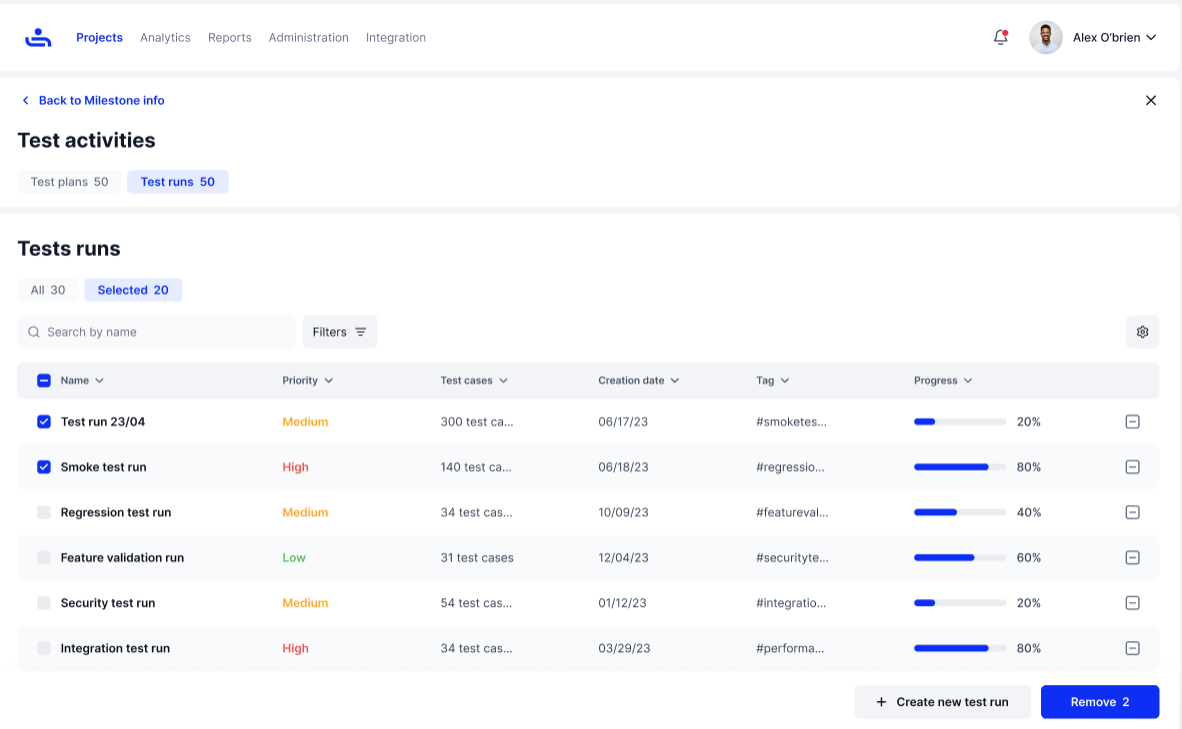 Projects Analytics Reports Administration Integration Alex O'brien
Back to Milestone info
Test activities
Test plans 50 Test runs 50
Tests runs
All 30 Selected 20
Search by name Filters
Name Priority Test cases Creation date Tag Progress
Test run 23/04 Medium 300 test ca... 06/17/23 #smoketes... 20%
Smoke test run High 140 test ca... 06/18/23 #regressio... 80%
Regression test run Medium 34 test cas... 10/09/23 #featureval... 40%
Feature validation run Low 31 test cases 12/04/23 #securityte... 60%
Security test run Medium 54 test cas... 01/12/23 #integratio... 20%
Integration test run High 34 test cas... 03/29/23 #performa... 80%
Create new test run Remove 2